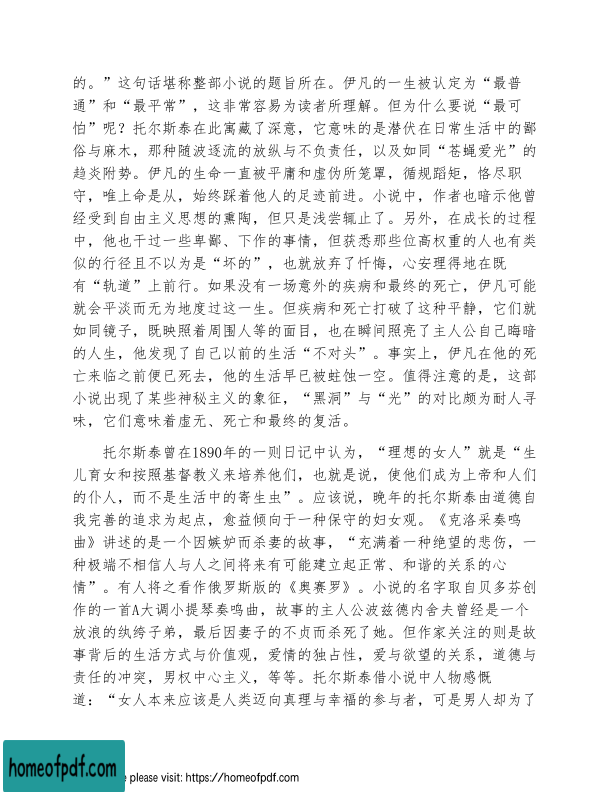 的。”这句话堪称整部小说的题旨所在。伊凡的一生被认定为“最普
通”和“最平常”，这非常容易为读者所理解。但为什么要说“最可
怕”呢？托尔斯泰在此寓藏了深意，它意味的是潜伏在日常生活中的鄙
俗与麻木，那种随波逐流的放纵与不负责任，以及如同“苍蝇爱光”的
趋炎附势。伊凡的生命一直被平庸和虚伪所笼罩，循规蹈矩，恪尽职
守，唯上命是从，始终踩着他人的足迹前进。小说中，作者也暗示他曾
经受到自由主义思想的熏陶，但只是浅尝辄止了。另外，在成长的过程
中，他也干过一些卑鄙、下作的事情，但获悉那些位高权重的人也有类
似的行径且不以为是“坏的”，也就放弃了忏悔，心安理得地在既
有“轨道”上前行。如果没有一场意外的疾病和最终的死亡，伊凡可能
就会平淡而无为地度过这一生。但疾病和死亡打破了这种平静，它们就
如同镜子，既映照着周围人等的面目，也在瞬间照亮了主人公自己晦暗
的人生，他发现了自己以前的生活“不对头”。事实上，伊凡在他的死
亡来临之前便已死去，他的生活早已被蛀蚀一空。值得注意的是，这部
小说出现了某些神秘主义的象征，“黑洞”与“光”的对比颇为耐人寻
味，它们意味着虚无、死亡和最终的复活。
托尔斯泰曾在1890年的一则日记中认为，“理想的女人”就是“生
儿育女和按照基督教义来培养他们，也就是说，使他们成为上帝和人们
的仆人，而不是生活中的寄生虫”。应该说，晚年的托尔斯泰由道德自
我完善的追求为起点，愈益倾向于一种保守的妇女观。《克洛采奏鸣
曲》讲述的是一个因嫉妒而杀妻的故事，“充满着一种绝望的悲伤，一
种极端不相信人与人之间将来有可能建立起正常、和谐的关系的心
情”。有人将之看作俄罗斯版的《奥赛罗》。小说的名字取自贝多芬创
作的一首A大调小提琴奏鸣曲，故事的主人公波兹德内舍夫曾经是一个
放浪的纨绔子弟，最后因妻子的不贞而杀死了她。但作家关注的则是故
事背后的生活方式与价值观，爱情的独占性，爱与欲望的关系，道德与
责任的冲突，男权中心主义，等等。托尔斯泰借小说中人物感慨
道：“女人本来应该是人类迈向真理与幸福的参与者，可是男人却为了
homeofpdf.com
please visit: https://homeofpdf.com